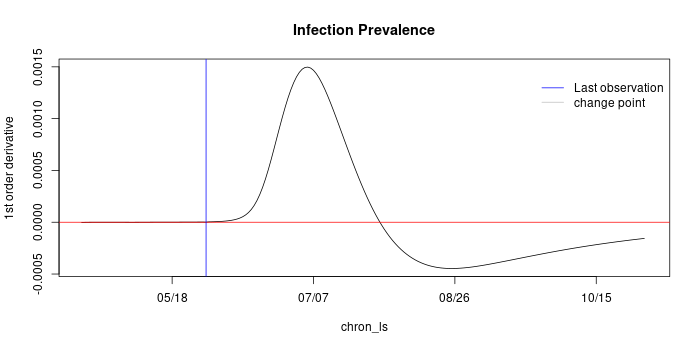 Infection Prevalence
1st order derivative
0.0015
0.0010
0.0005
0.0000
-0.0005
Last observation
change point
05/18
07/07
08/26
10/15
chron_ls